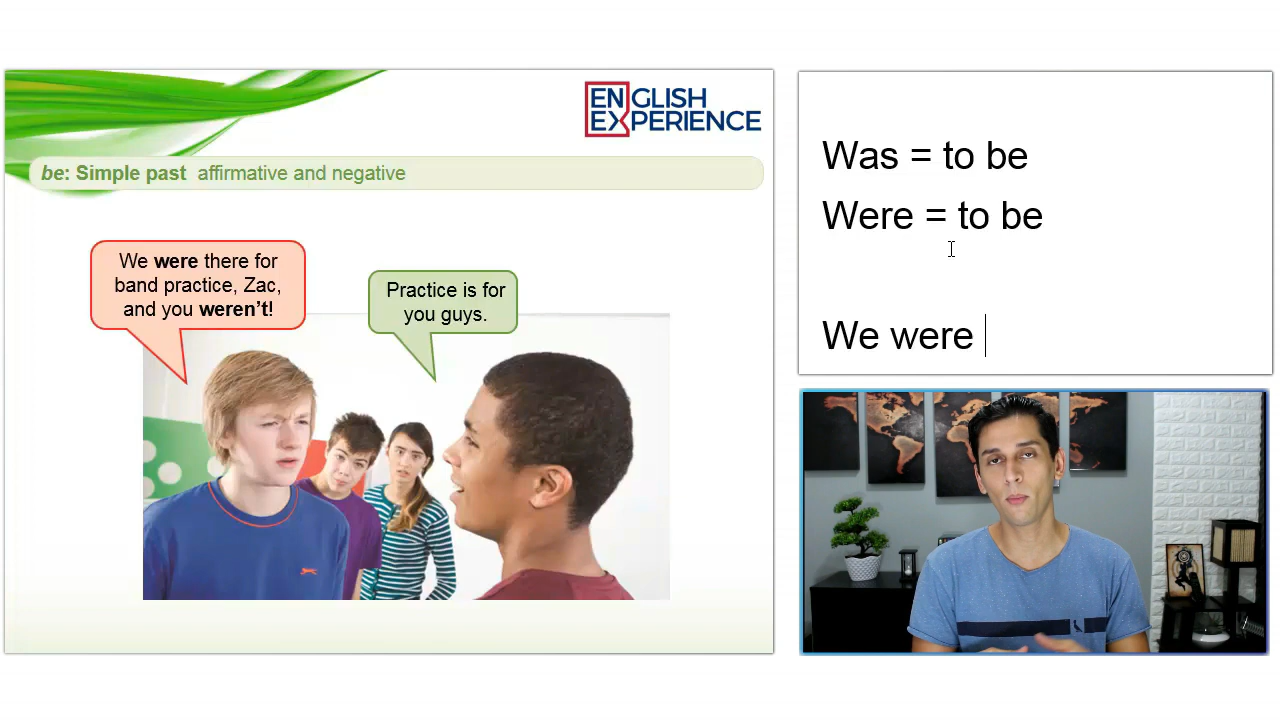 ENGLISH
EXPERIENCE
be: Simple past affirmative and negative
We were there for
band practice, Zac,
and you weren't!
Practice is for
you guys.
Was = to be
Were = to be
We were